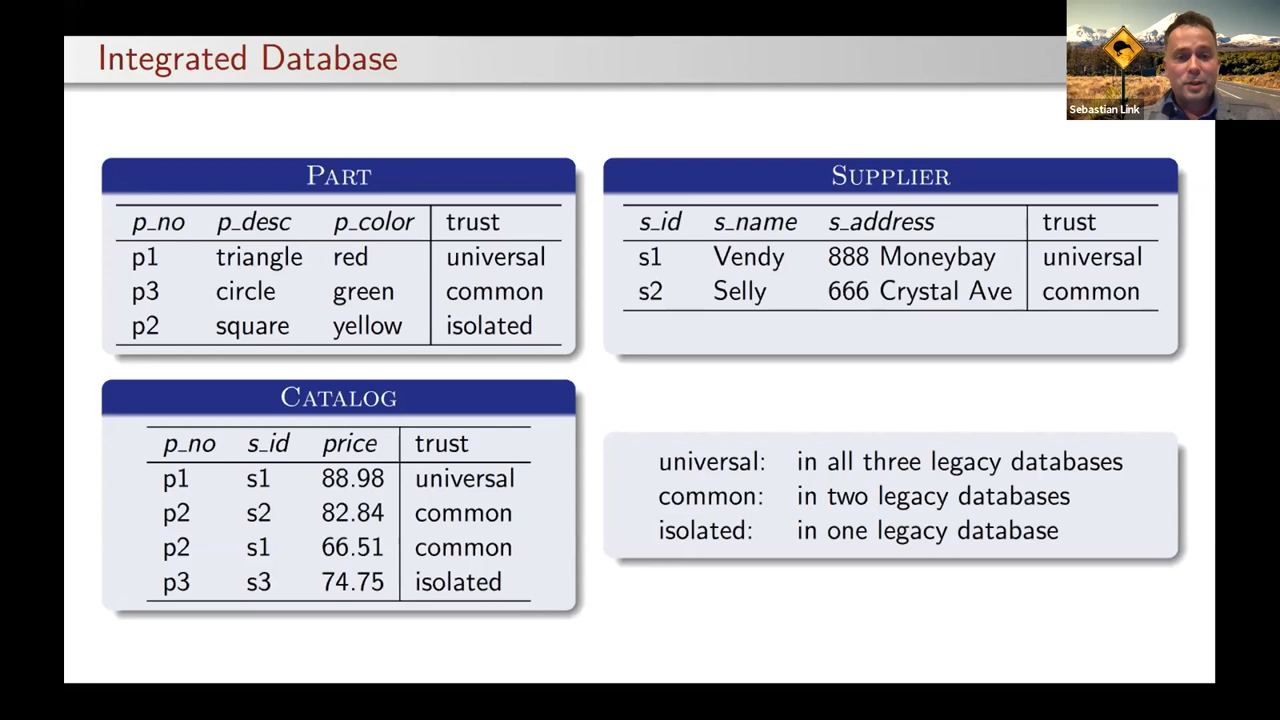 Integrated Database
Sebastian Link
PART
p_no p_desc p_color trust
p1 triangle red universal
p3 circle green common
p2 square yellow isolated
SUPPLIER
s_id s_name s_address trust
s1 Vendy 888 Moneybay universal
s2 Selly 666 Crystal Ave common
CATALOG
p_no s_id price trust
p1 s1 88.98 universal
p2 s2 82.84 common
p2 s1 66.51 common
p3 s3 74.75 isolated
universal: in all three legacy databases
common: in two legacy databases
isolated: in one legacy database